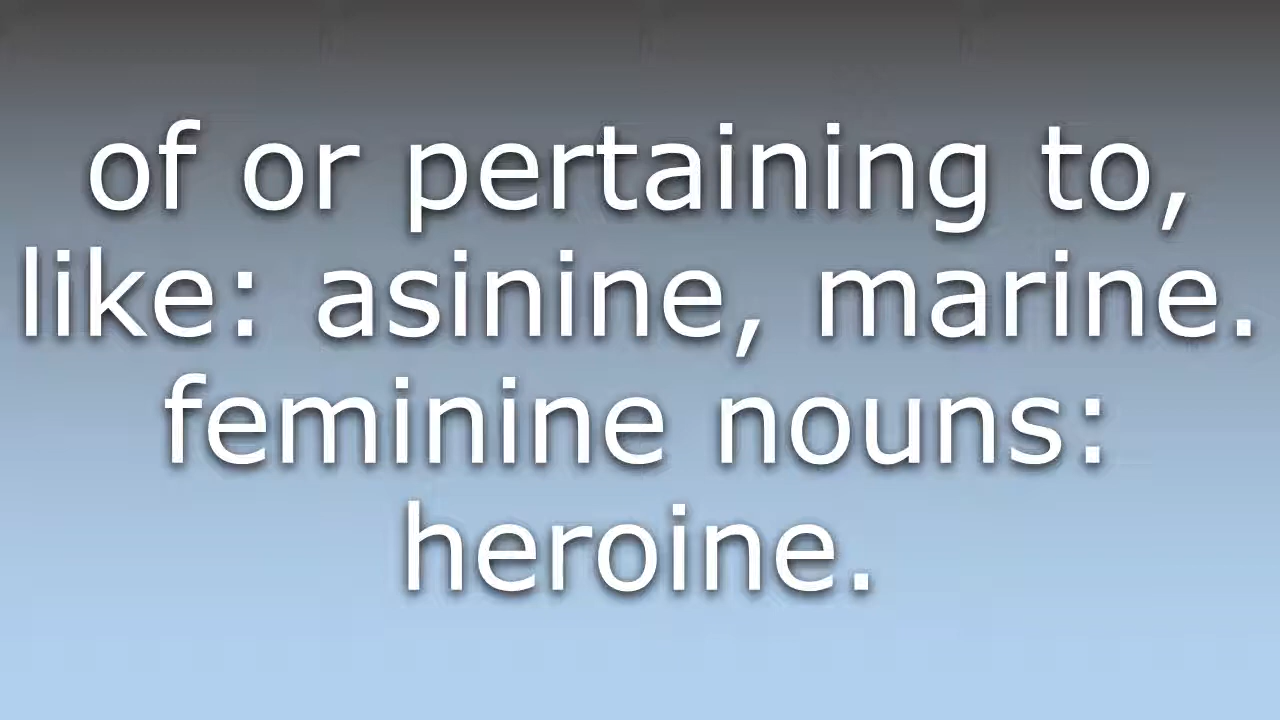 of or pertaining to,
like: asinine, marine.
feminine nouns:
heroine.